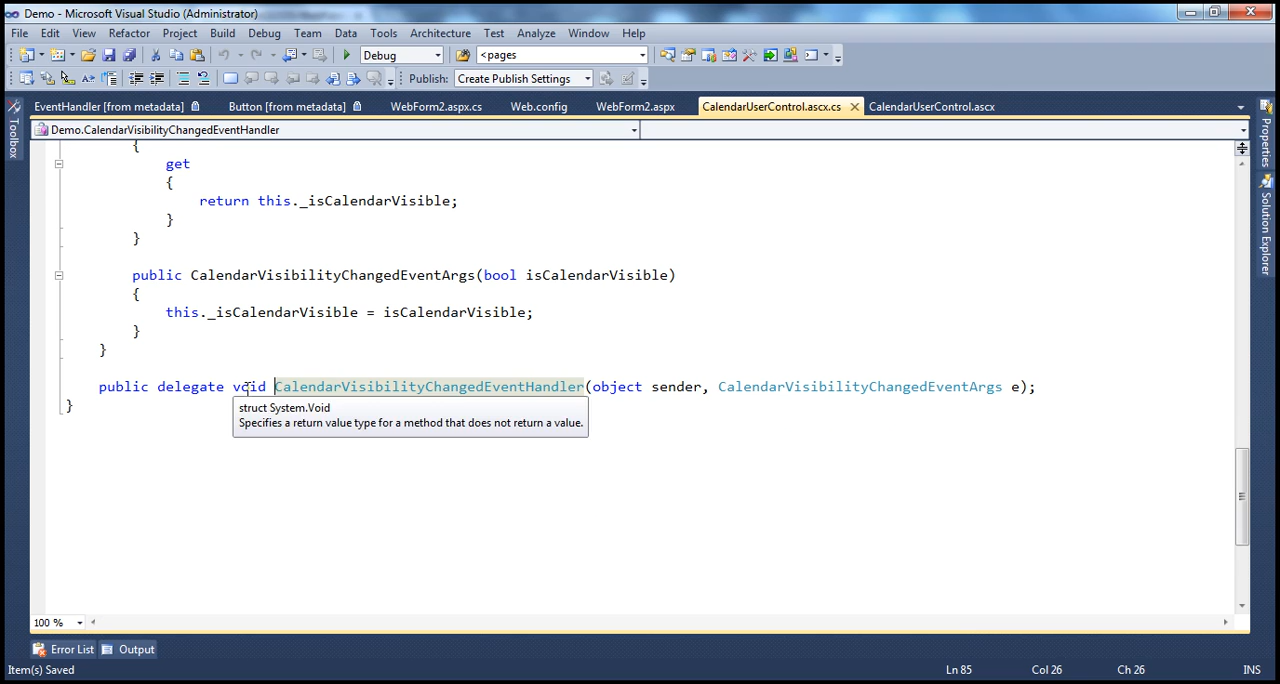 Demo - Microsoft Visual Studio (Administrator)
File Edit View Refactor Project Build Debug Team Data Tools Architecture Test Analyze Window Help
Debug <pages
Publish: Create Publish Settings
EventHandler [from metadata] Button [from metadata] WebForm2.aspx.cs Web.config WebForm2.aspx CalendarUserControl.ascx.cs CalendarUserControl.ascx
Toolbox
Properties
Solution Explorer
Demo.CalendarVisibilityChangedEventHandler
{
get
{
return this._isCalendarVisible;
}
}
public CalendarVisibilityChangedEventArgs(bool isCalendarVisible)
{
this._isCalendarVisible = isCalendarVisible;
}
}
public delegate void CalendarVisibilityChangedEventHandler(object sender, CalendarVisibilityChangedEventArgs e);
}
struct System.Void
Specifies a return value type for a method that does not return a value.
100 %
Error List Output
Item(s) Saved Ln 85 Col 26 Ch 26 INS